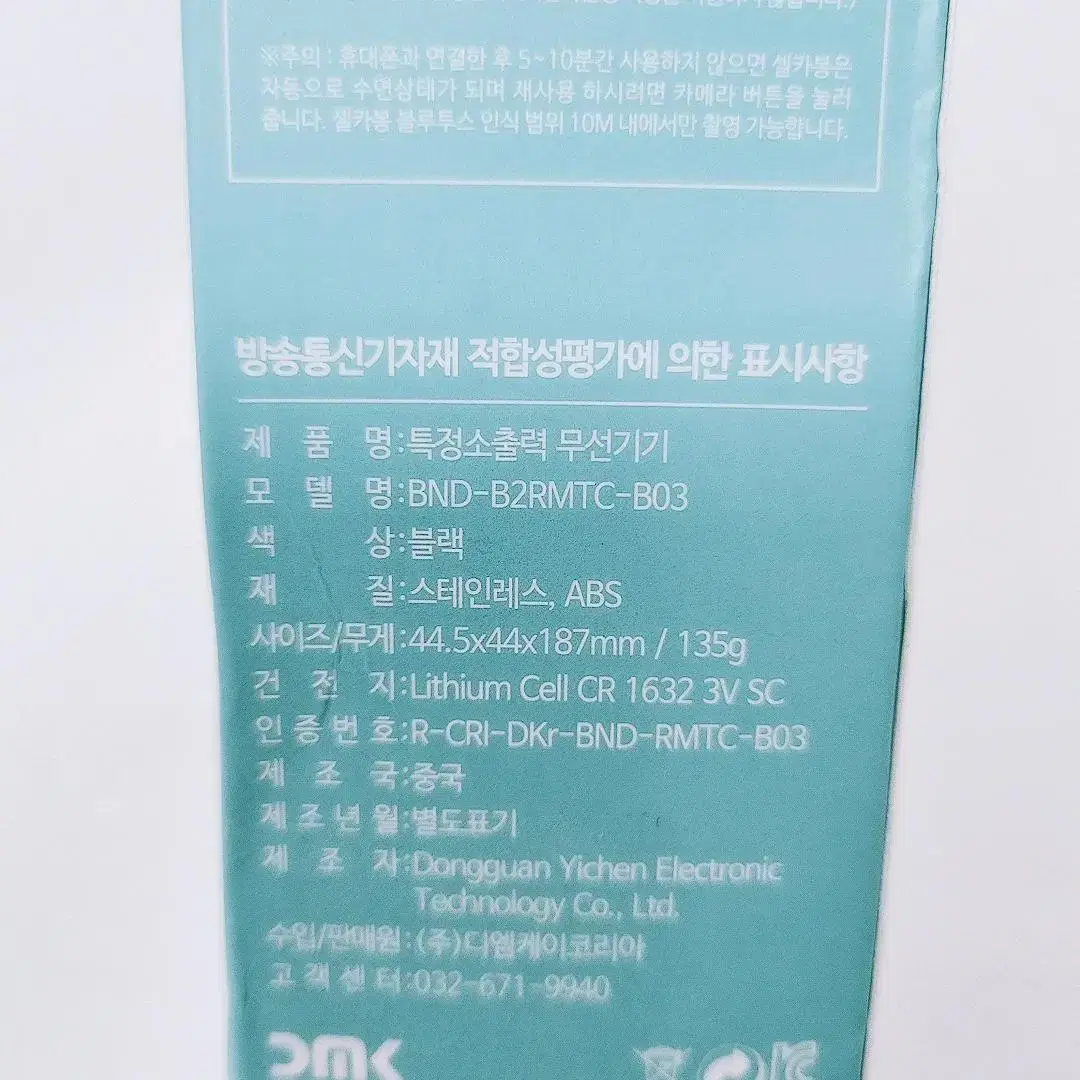 ※주의 : 휴대폰과 연결한 후 5~10분간 사용하지 않으면 셀카봉은
자동으로 수면상태가 되며 재사용 하시려면 카메라 버튼을 눌러
줍니다. 셀카봉 블루투스 인식 범위 10M 내에서만 촬영 가능합니다.
방송통신기자재 적합성평가에 의한 표시사항
제 품 명:특정소출력 무선기기
모 델 명:BND-B2RMTC-B03
색 상:블랙
재 질:스테인레스, ABS
사이즈/무게:44.5x44x187mm / 135g
건 전 지:Lithium Cell CR 1632 3V SC
인 증 번 호:R-CRI-DKr-BND-RMTC-B03
제 조 국:중국
제 조 년 월:별도표기
제 조 자:Dongguan Yichen Electronic
Technology Co., Ltd.
수입/판매원:(주)디엠케이코리아
고 객 센 터:032-671-9940
DMK